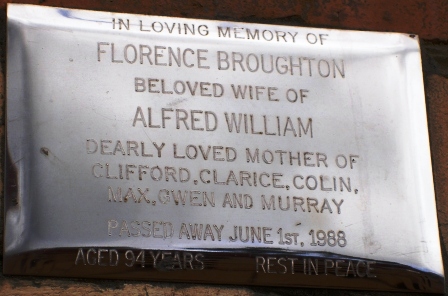 IN LOVING MEMORY OF
FLORENCE BROUGHTON
BELOVED WIFE OF
ALFRED WILLIAM
DEARLY LOVED MOTHER OF
CLIFFORD, CLARICE, COLIN,
MAX, GWEN AND MURRAY
PASSED AWAY JUNE 1ST, 1988
AGED 94 YEARS REST IN PEACE